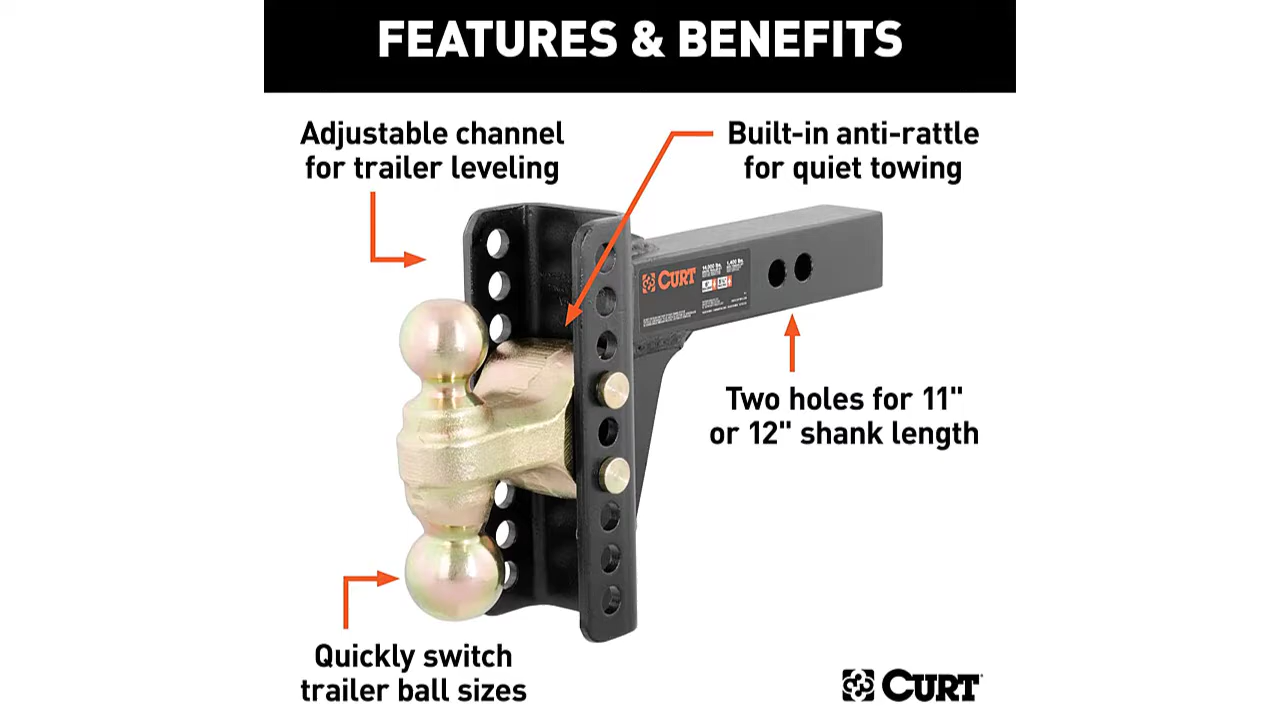 FEATURES & BENEFITS
Adjustable channel
for trailer leveling
Built-in anti-rattle
for quiet towing
CURT
Two holes for 11"
or 12" shank length
Quickly switch
trailer ball sizes
CURT